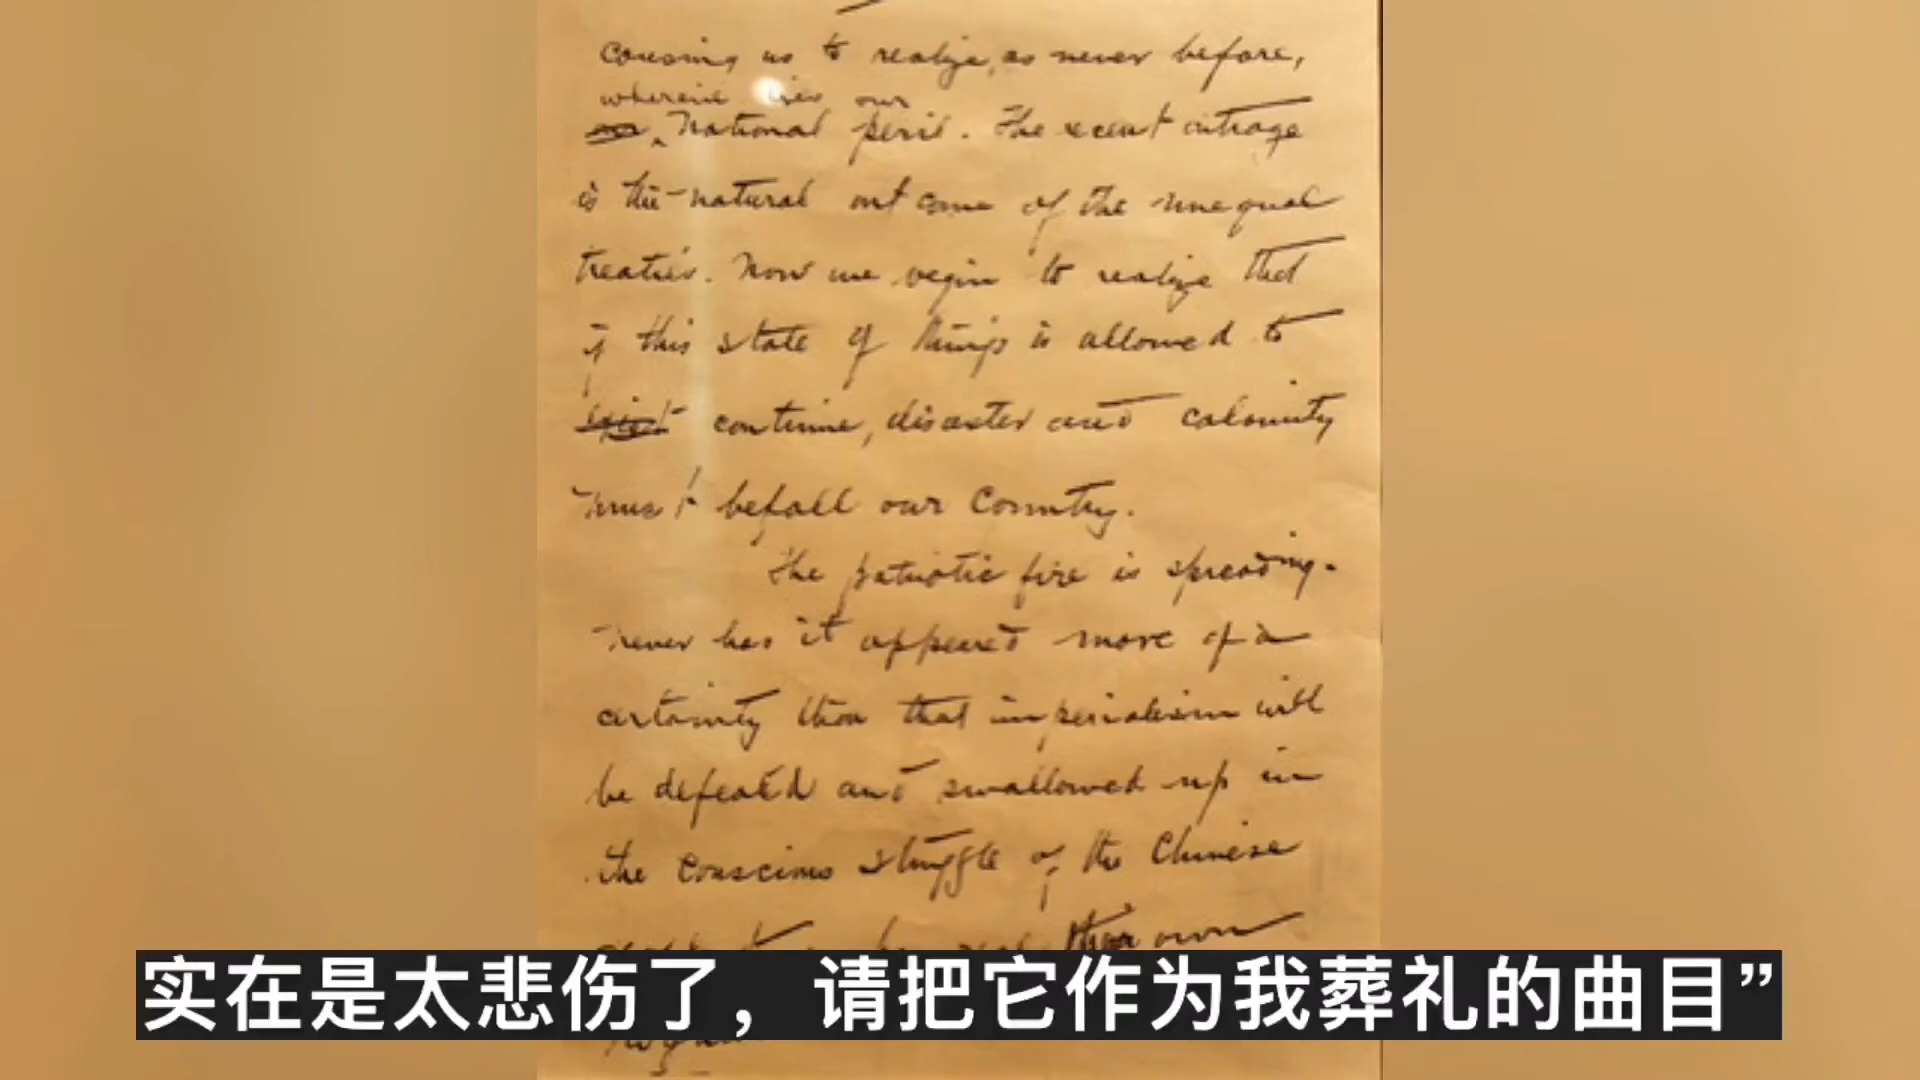 causing us to realize, as never before,
wherein lies our
National peril. The recent outrage
is the natural outcome of the unequal
treaties. Now we begin to realize that
if this state of things is allowed to
exist continue, disaster and calamity
must befall our Country.
The patriotic fire is spreading.
Never has it appeared more of a
certainty than that imperialism will
be defeated and swallowed up in
the conscious struggle of the Chinese
their own
实在是太悲伤了，请把它作为我葬礼的曲目”